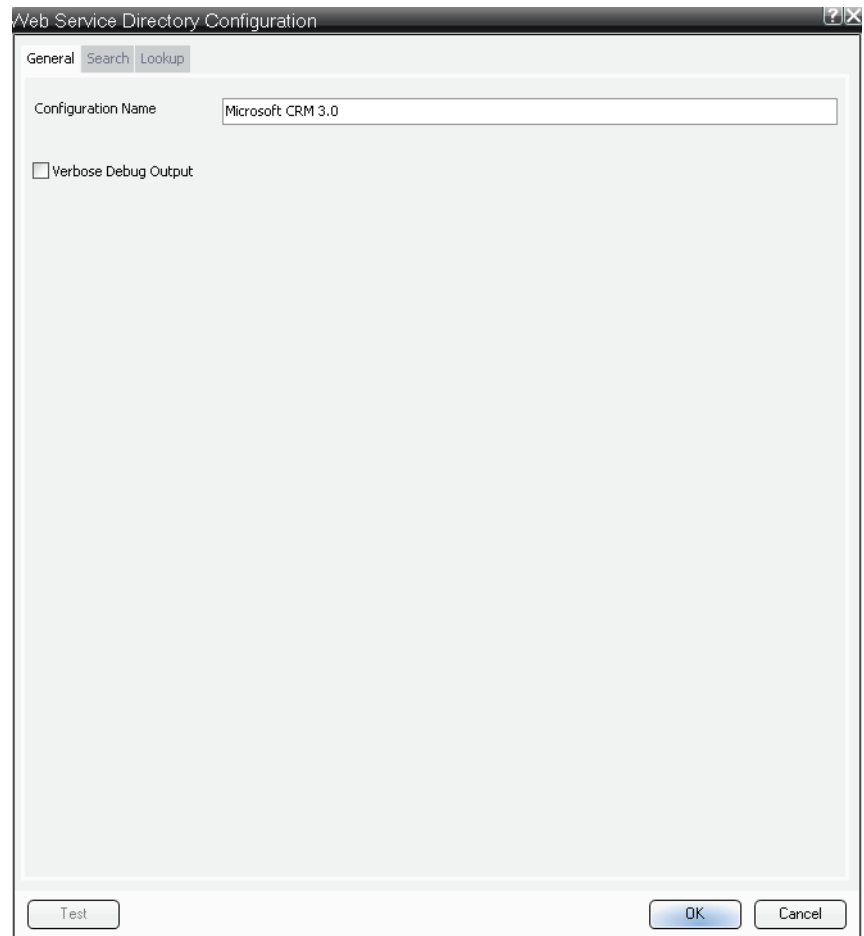 Web Service Directory Configuration
General Search Lookup
Configuration Name Microsoft CRM 3.0
Verbose Debug Output
Test OK Cancel